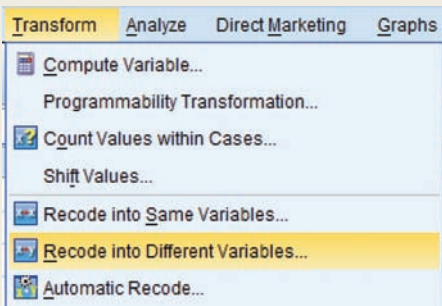 Transform Analyze Direct Marketing Graphs
Compute Variable...
Programmability Transformation...
Count Values within Cases...
Shift Values...
Recode into Same Variables...
Recode into Different Variables...
Automatic Recode...